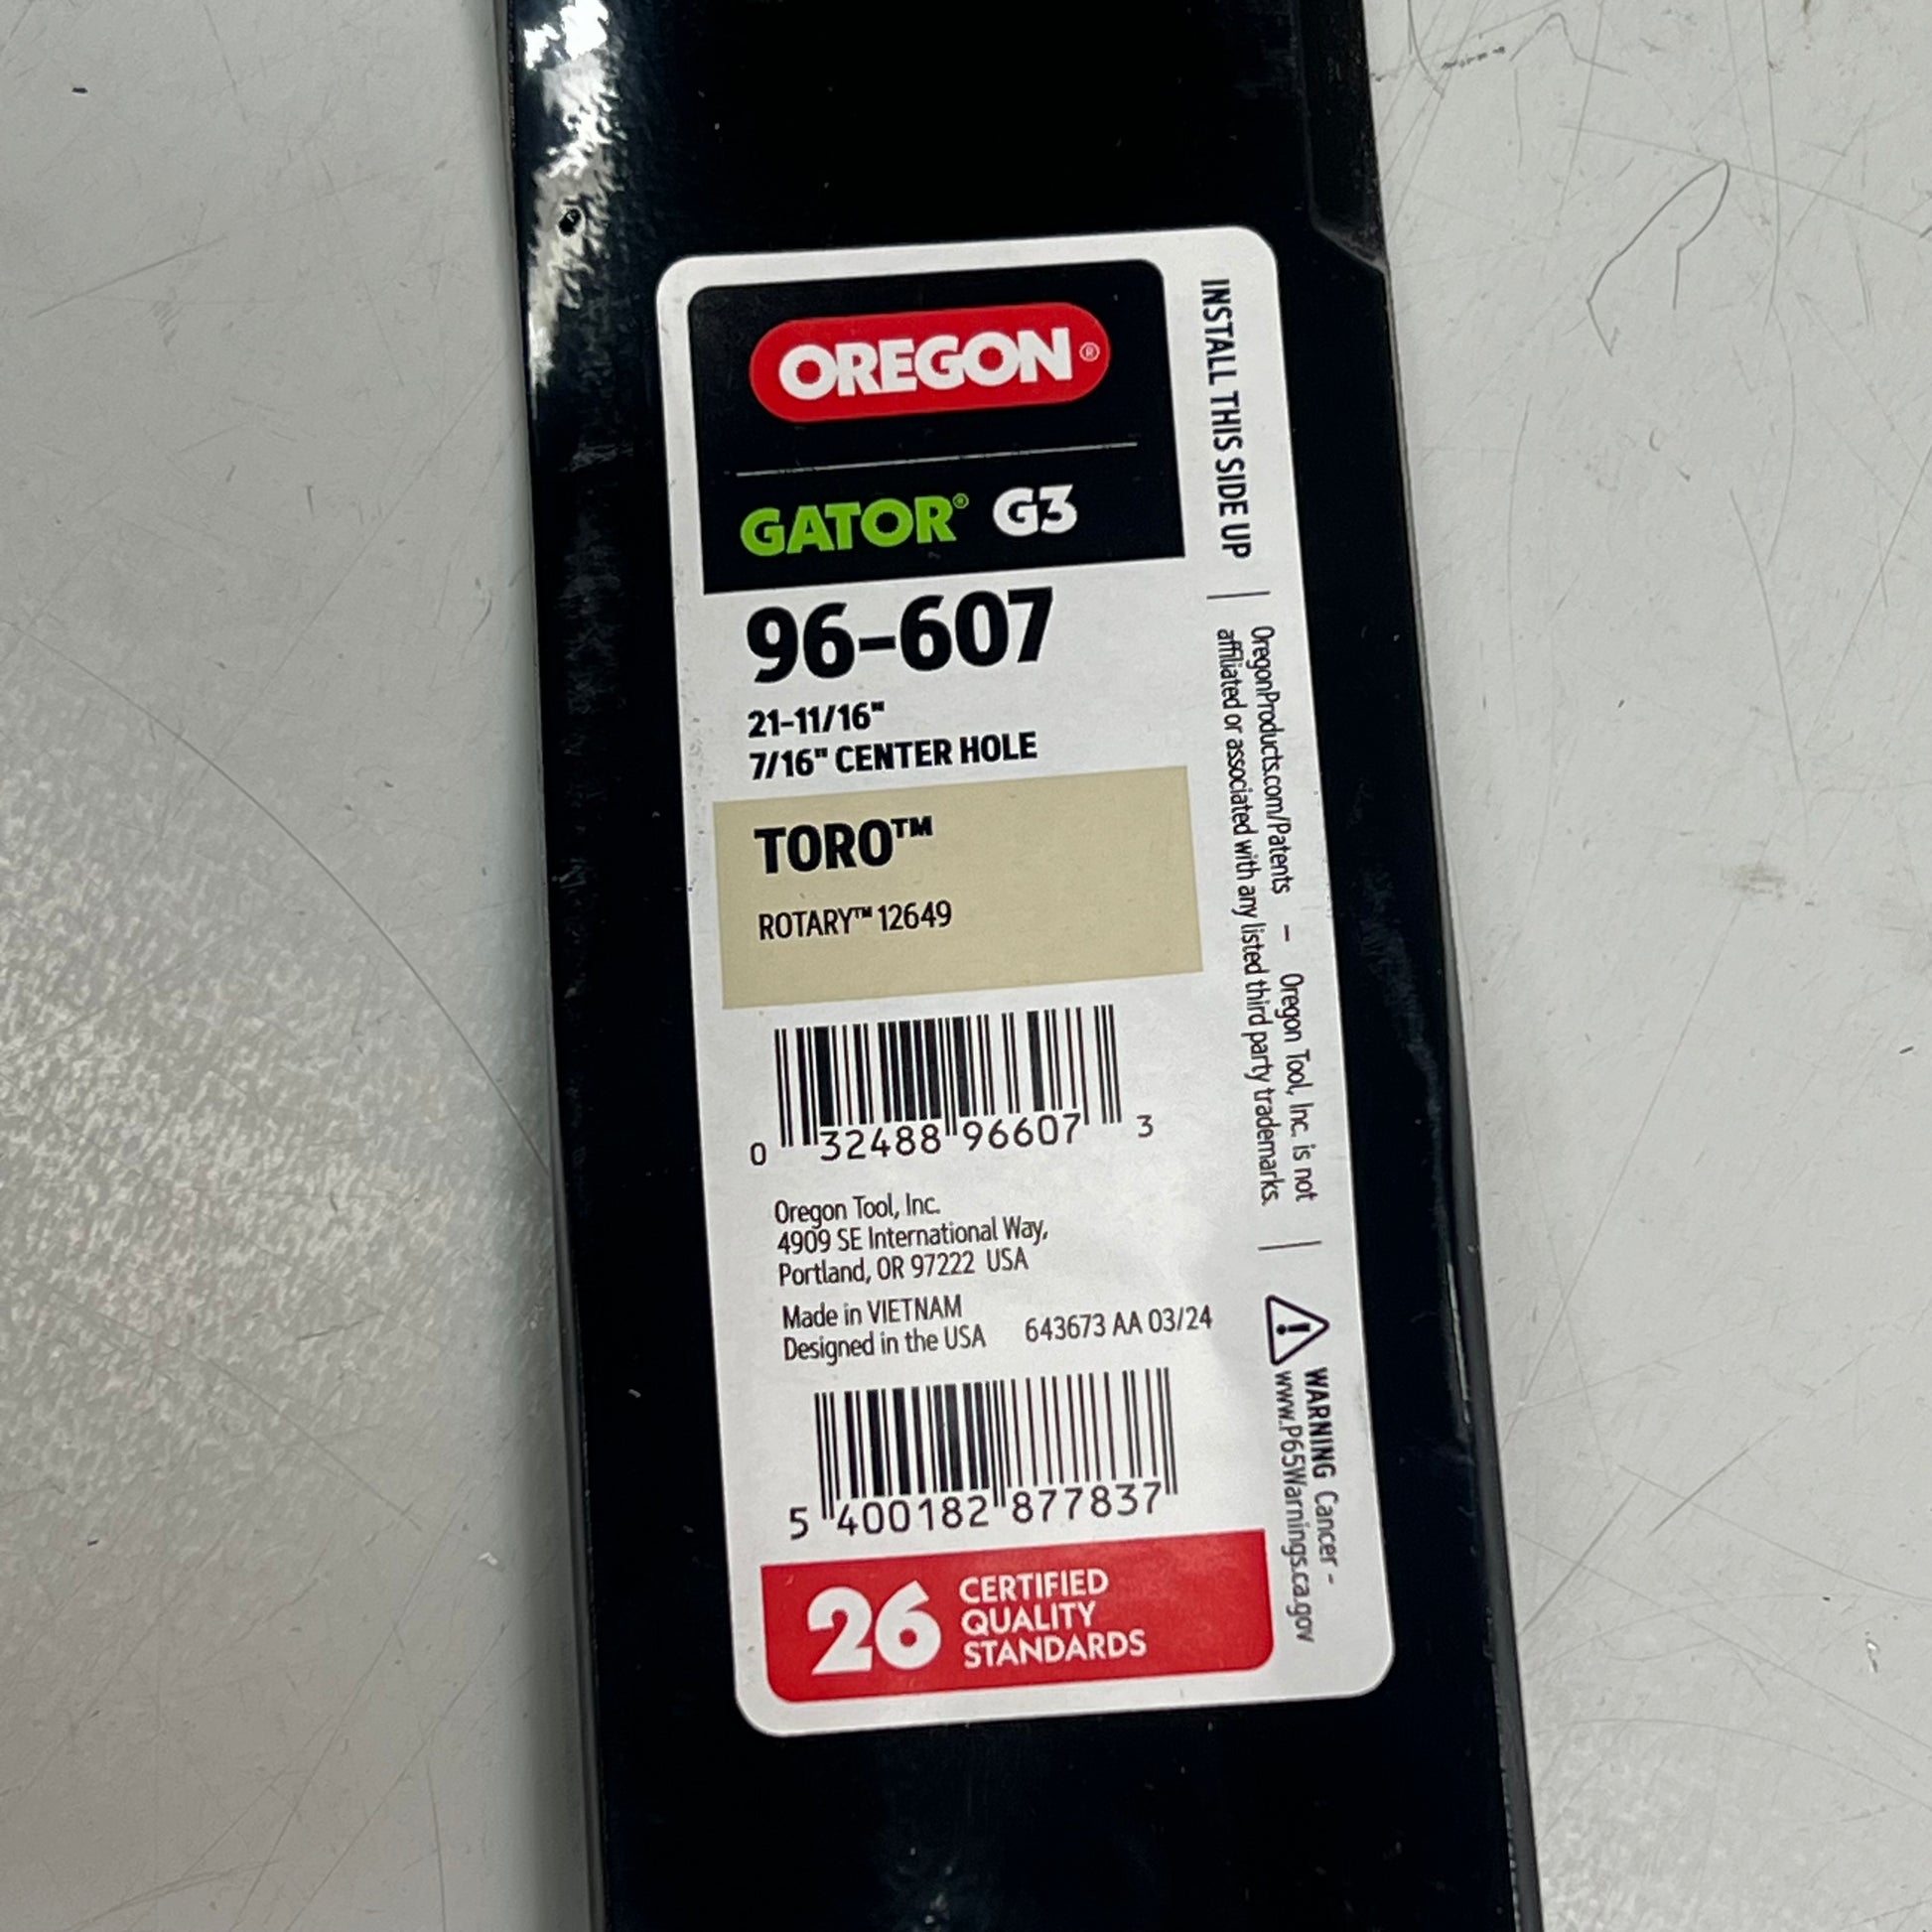 OREGON®
GATOR® G3
96-607
21-11/16"
7/16" CENTER HOLE
TORO™
ROTARY™ 12649
0 32488 96607 3
Oregon Tool, Inc.
4909 SE International Way,
Portland, OR 97222 USA
Made in VIETNAM
Designed in the USA 643673 AA 03/24
5 400182 877837
26 CERTIFIED
QUALITY
STANDARDS
INSTALL THIS SIDE UP
OregonProducts.com/Patents – Oregon Tool, Inc. is not
affiliated or associated with any listed third party trademarks.
WARNING Cancer -
www.P65Warnings.ca.gov